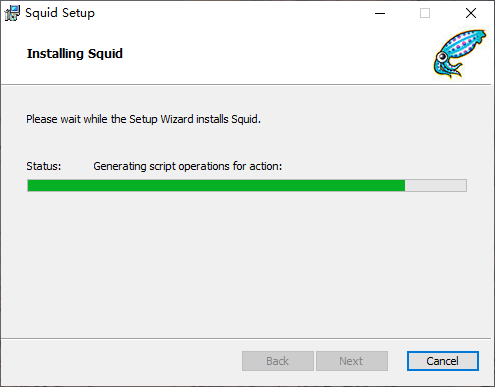 Squid Setup
Installing Squid
Please wait while the Setup Wizard installs Squid.
Status: Generating script operations for action:
Back Next Cancel